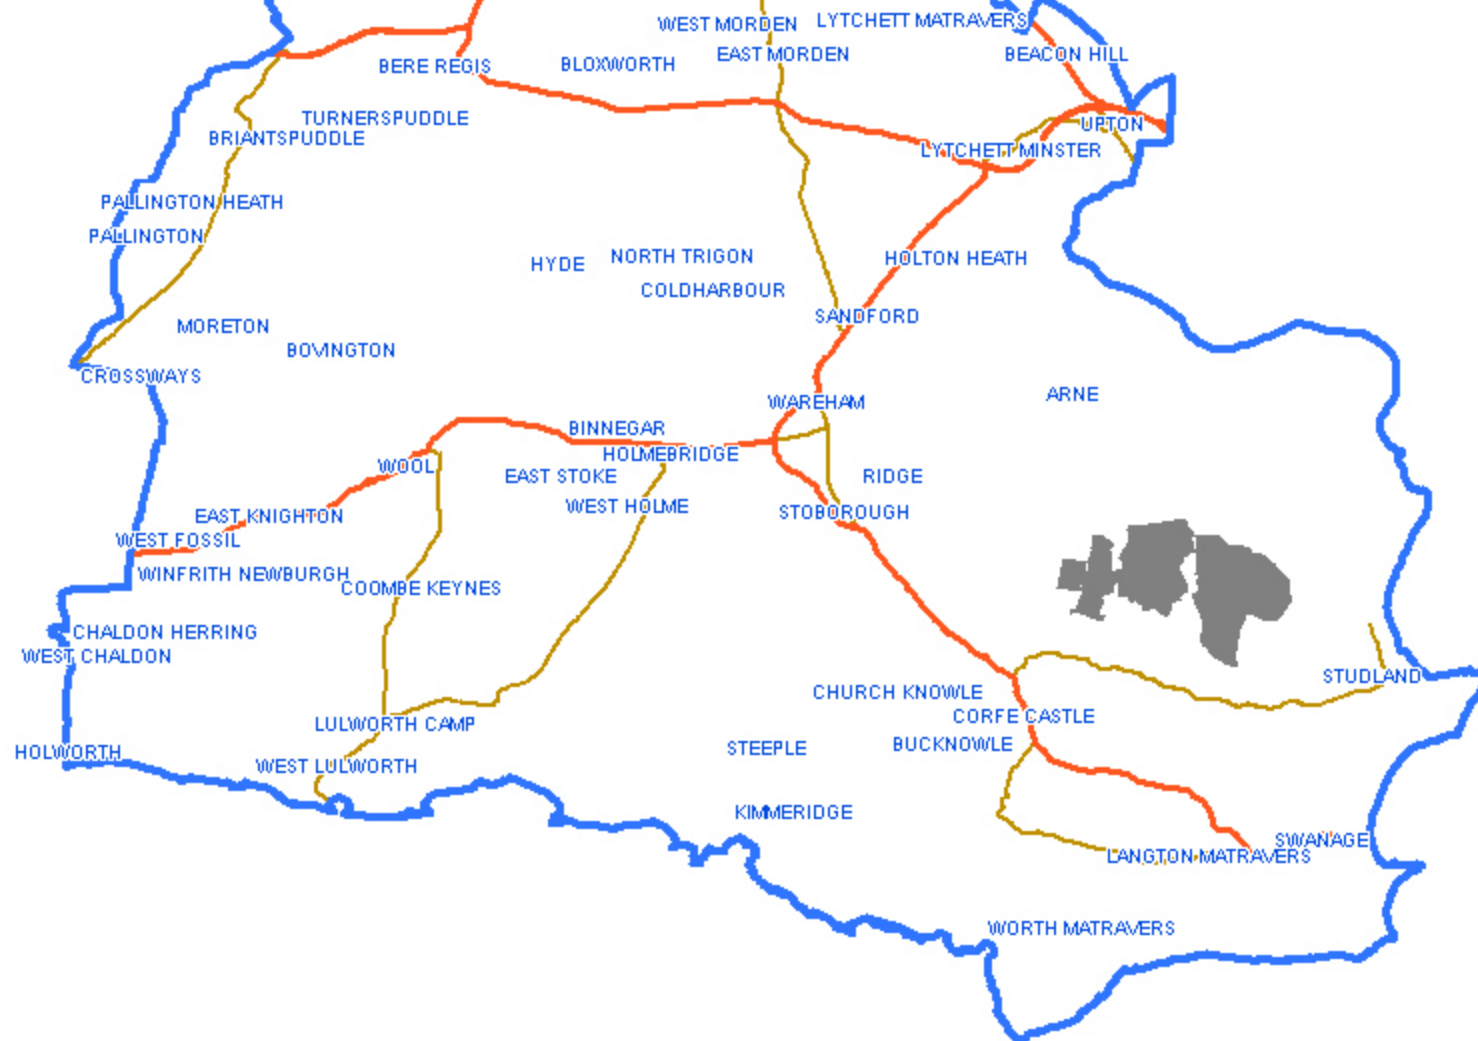 LYTCHETT MATRAVERS
WEST MORDEN
EAST MORDEN
BEACON HILL
BLOXWORTH
BERE REGIS
TURNERSPUDDLE
UPTON
BRIANTSPUDDLE
LYTCHETT MINSTER
PALLINGTON HEATH
PALLINGTON
NORTH TRIGON
HOLTON HEATH
HYDE
COLDHARBOUR
SANDFORD
MORETON
BOVINGTON
CROSSWAYS
ARNE
WAREHAM
BINNEGAR
HOLMEBRIDGE
WOOL
EAST STOKE
RIDGE
WEST HOLME
STOBOROUGH
EAST KNIGHTON
WEST FOSSIL
WINFRITH NEWBURGH
COOMBE KEYNES
CHALDON HERRING
WEST CHALDON
STUDLAND
CHURCH KNOWLE
CORFE CASTLE
LULWORTH CAMP
BUCKNOWLE
STEEPLE
HOLWORTH
WEST LULWORTH
KIMMERIDGE
SWANAGE
LANGTON MATRAVERS
WORTH MATRAVERS